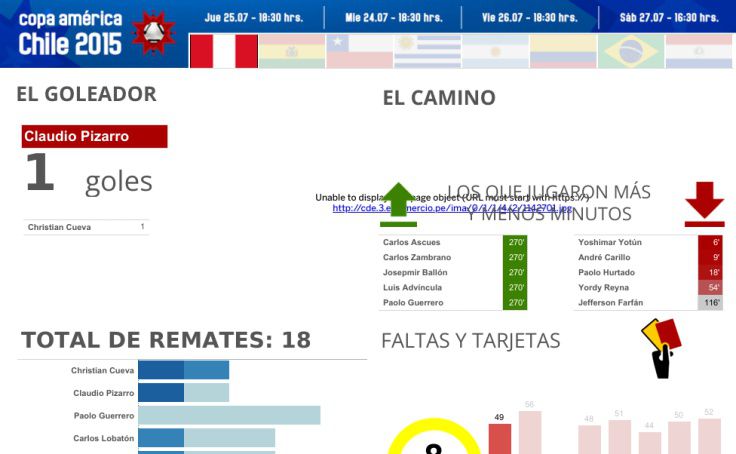 copa américa
Chile 2015
Jue 25.07 - 18:30 hrs.
Mie 24.07 - 18:30 hrs.
Vie 26.07 - 18:30 hrs.
Sáb 27.07 - 16:30 hrs.
EL GOLEADOR
Claudio Pizarro
1 goles
Christian Cueva 1
EL CAMINO
Unable to display image object (URL must start with https://)
http://cde.3.elcomercio.pe/ima/0/1/1/4/2/1142701.jpg
LOS QUE JUGARON MÁS
Y MENOS MINUTOS
Carlos Ascues 270'
Carlos Zambrano 270'
Josepmir Ballón 270'
Luis Advíncula 270'
Paolo Guerrero 270'
Yoshimar Yotún 6'
André Carillo 9'
Paolo Hurtado 18'
Yordy Reyna 54'
Jefferson Farfán 116'
TOTAL DE REMATES: 18
Christian Cueva
Claudio Pizarro
Paolo Guerrero
Carlos Lobatón
FALTAS Y TARJETAS
8
49
56
48
51
44
50
52